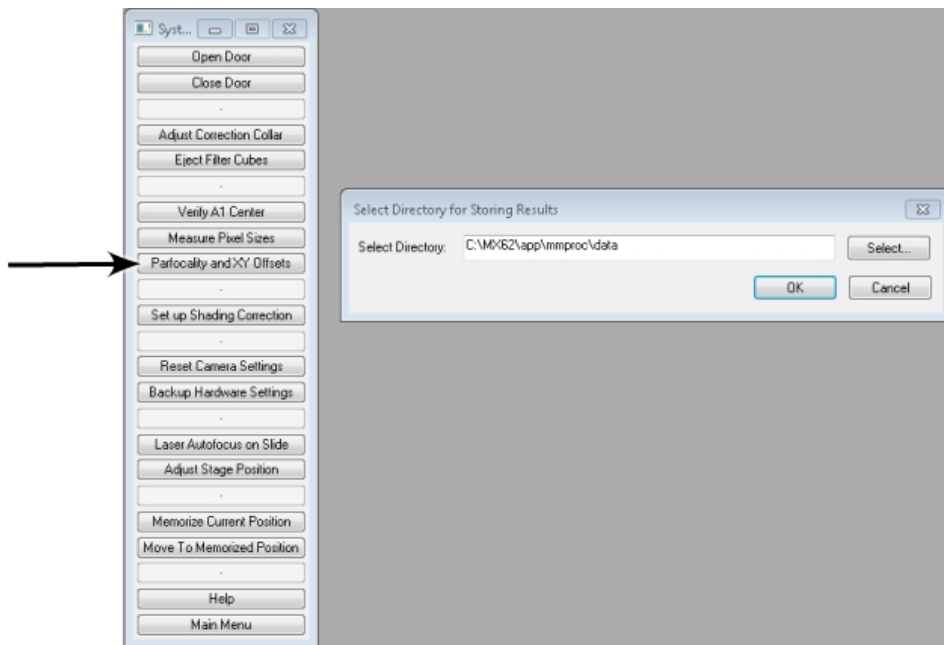 Syst...
Open Door
Close Door
-
Adjust Correction Collar
Eject Filter Cubes
-
Verify A1 Center
Measure Pixel Sizes
Parfocality and XY Offsets
-
Set up Shading Correction
-
Reset Camera Settings
Backup Hardware Settings
-
Laser Autofocus on Slide
Adjust Stage Position
-
Memorize Current Position
Move To Memorized Position
-
Help
Main Menu
Select Directory for Storing Results
Select Directory: C:\MX62\app\mmproc\data Select...
OK Cancel